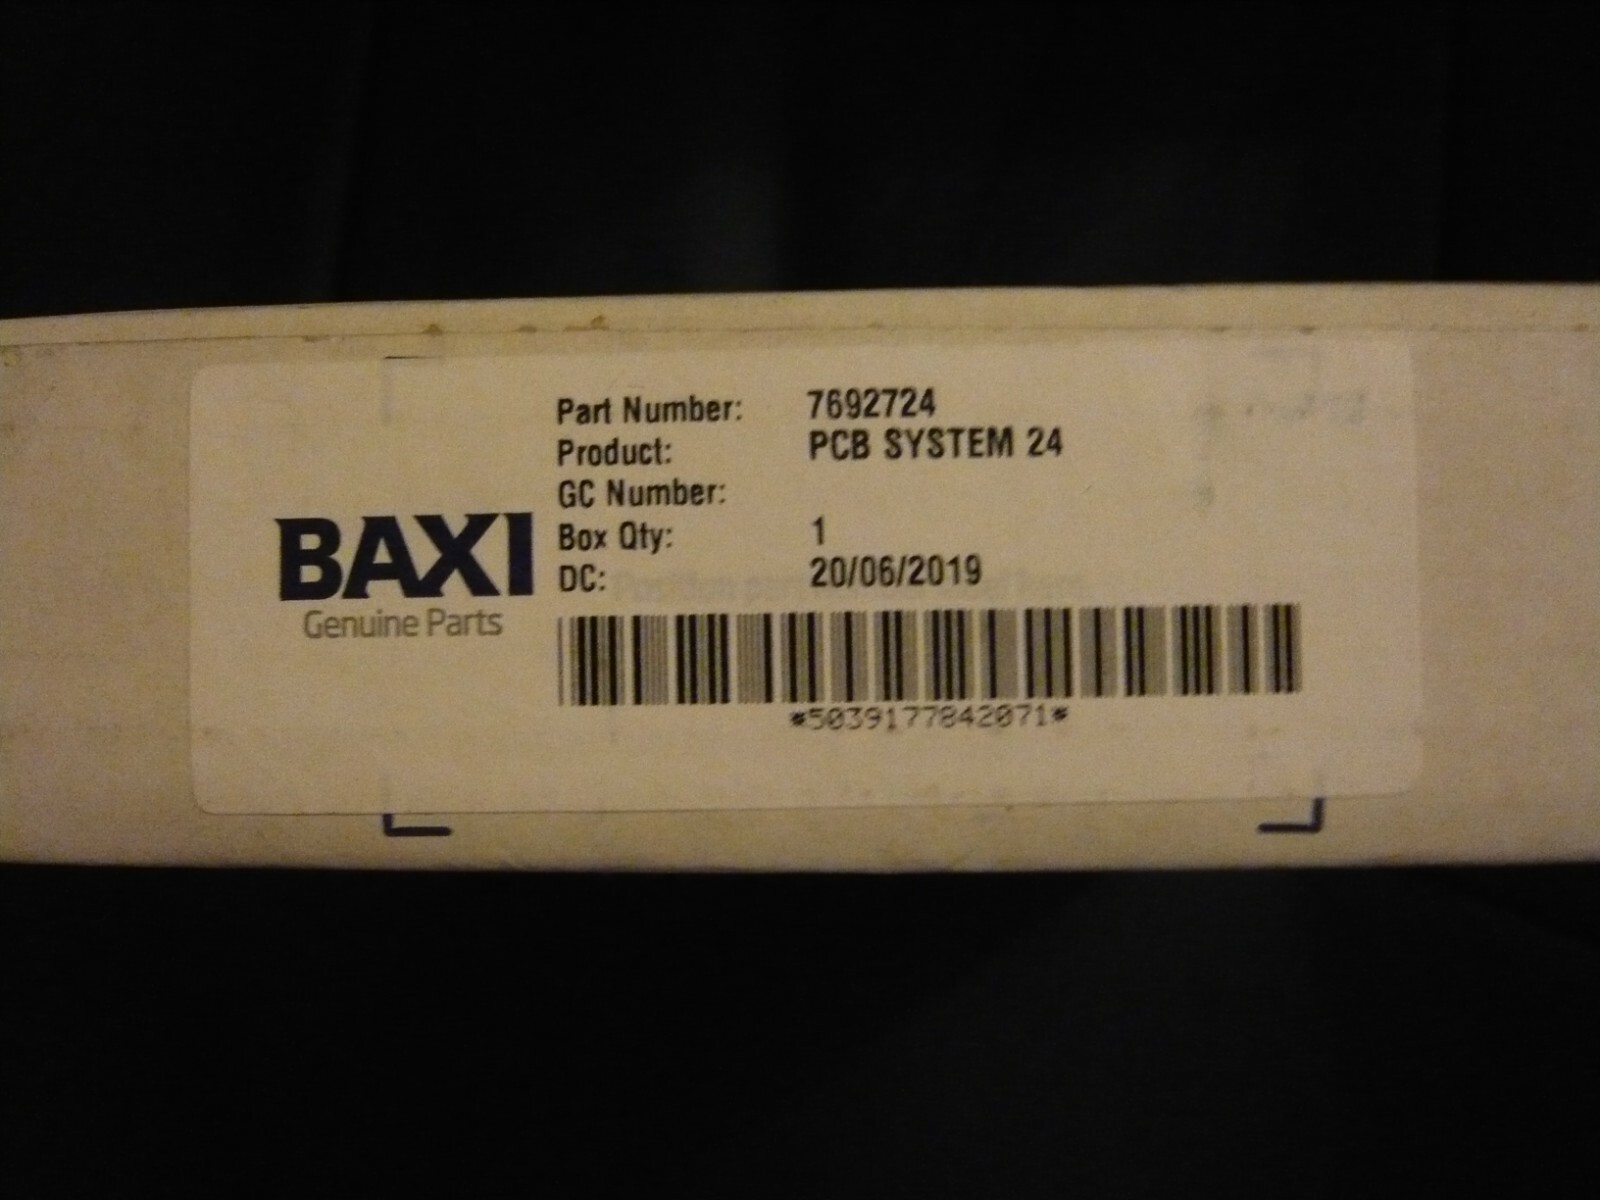 Part Number: 7692724
Product: PCB SYSTEM 24
GC Number:
Box Qty: 1
DC: 20/06/2019
BAXI
Genuine Parts
*5039177842071*